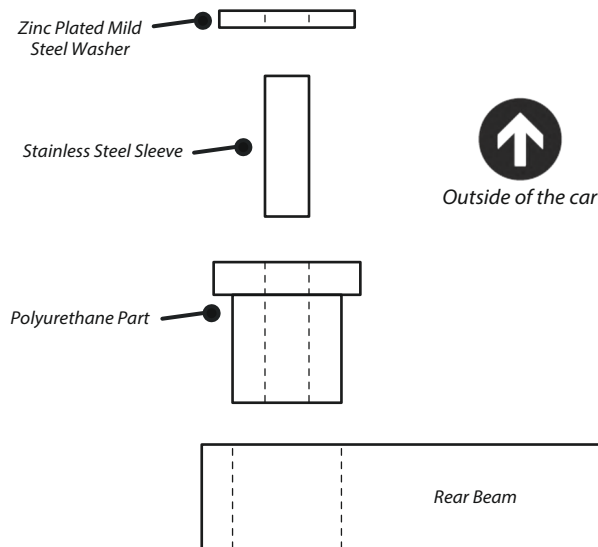 Zinc Plated Mild
Steel Washer
Stainless Steel Sleeve
Outside of the car
Polyurethane Part
Rear Beam